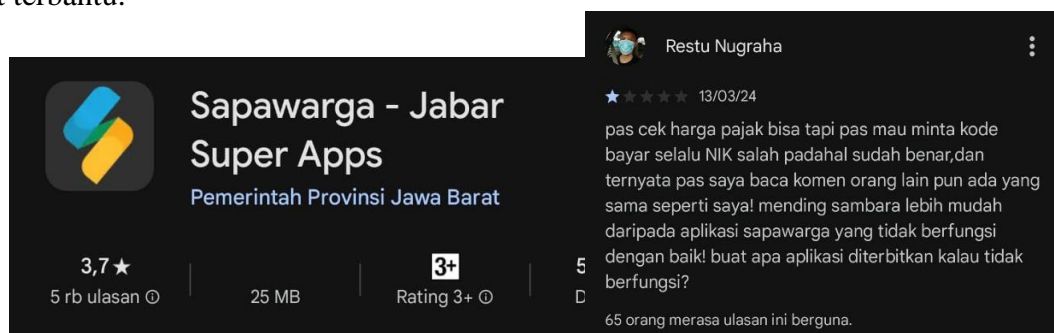 terbantu.
Sapawarga - Jabar
Super Apps
Pemerintah Provinsi Jawa Barat
3,7★
5 rb ulasan
25 MB
3+
Rating 3+
5
D
Restu Nugraha
13/03/24
pas cek harga pajak bisa tapi pas mau minta kode
bayar selalu NIK salah padahal sudah benar,dan
ternyata pas saya baca komen orang lain pun ada yang
sama seperti saya! mending sambara lebih mudah
daripada aplikasi sapawarga yang tidak berfungsi
dengan baik! buat apa aplikasi diterbitkan kalau tidak
berfungsi?
65 orang merasa ulasan ini berguna.